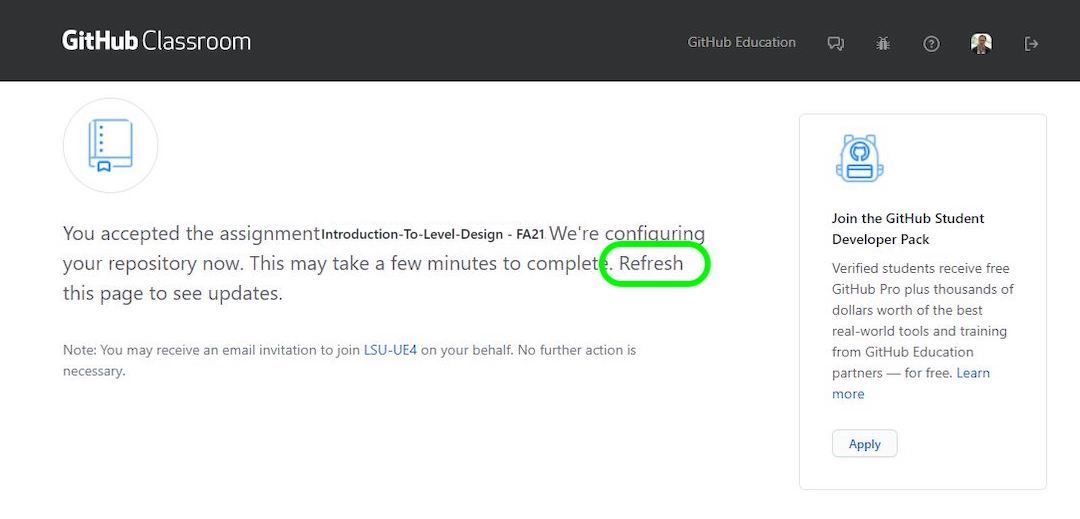 GitHub Classroom
GitHub Education
You accepted the assignment Introduction-To-Level-Design - FA21 We're configuring
your repository now. This may take a few minutes to complete. Refresh
this page to see updates.
Note: You may receive an email invitation to join LSU-UE4 on your behalf. No further action is
necessary.
Join the GitHub Student
Developer Pack
Verified students receive free
GitHub Pro plus thousands of
dollars worth of the best
real-world tools and training
from GitHub Education
partners — for free. Learn
more
Apply